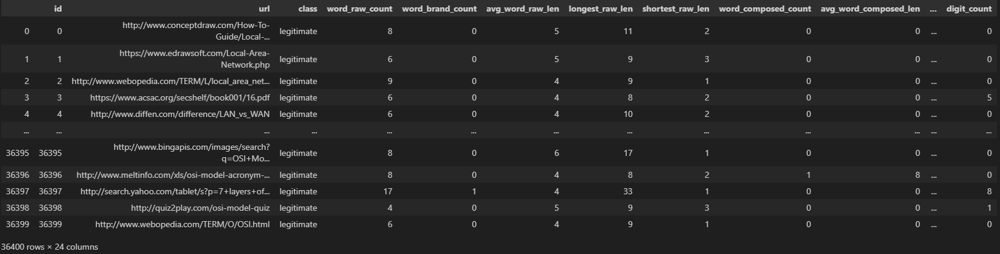 id url class word_raw_count word_brand_count avg_word_raw_len longest_raw_len shortest_raw_len word_composed_count avg_word_composed_len ... digit_count
0 0 http://www.conceptdraw.com/How-To-
Guide/Local-... legitimate 8 0 5 11 2 0 0 ... 0
1 1 https://www.edrawsoft.com/Local-Area-
Network.php legitimate 6 0 5 9 3 0 0 ... 0
2 2 http://www.webopedia.com/TERM/L/local_area_net... legitimate 9 0 4 9 1 0 0 ... 0
3 3 https://www.acsac.org/secshelf/book001/16.pdf legitimate 6 0 4 8 2 0 0 ... 5
4 4 http://www.diffen.com/difference/LAN_vs_WAN legitimate 6 0 4 10 2 0 0 ... 0
... ... ... ... ... ... ... ... ... ... ... ... ...
36395 36395 http://www.bingapis.com/images/search?
q=OSI+Mo... legitimate 8 0 6 17 1 0 0 ... 0
36396 36396 http://www.meltinfo.com/xls/osi-model-acronym-... legitimate 8 0 4 8 2 1 8 ... 0
36397 36397 http://search.yahoo.com/tablet/s?p=7+layers+of... legitimate 17 1 4 33 1 0 0 ... 8
36398 36398 http://quiz2play.com/osi-model-quiz legitimate 4 0 5 9 3 0 0 ... 1
36399 36399 http://www.webopedia.com/TERM/O/OSI.html legitimate 6 0 4 9 1 0 0 ... 0
36400 rows × 24 columns